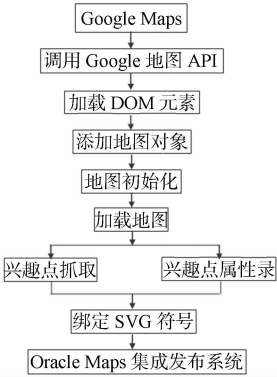 Google Maps
调用 Google 地图 API
加载 DOM 元素
添加地图对象
地图初始化
加载地图
兴趣点抓取
兴趣点属性录
绑定 SVG 符号
Oracle Maps 集成发布系统